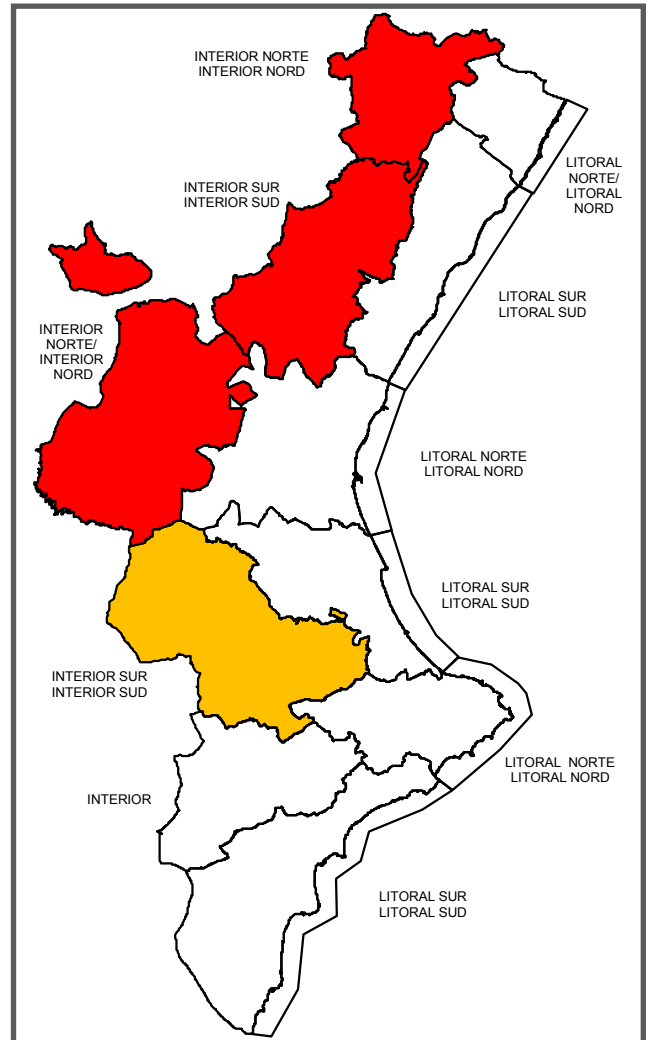 INTERIOR NORTE
INTERIOR NORD
LITORAL
NORTE/
LITORAL
NORD
INTERIOR SUR
INTERIOR SUD
LITORAL SUR
LITORAL SUD
INTERIOR
NORTE/
INTERIOR
NORD
LITORAL NORTE
LITORAL NORD
LITORAL SUR
LITORAL SUD
INTERIOR SUR
INTERIOR SUD
LITORAL NORTE
LITORAL NORD
INTERIOR
LITORAL SUR
LITORAL SUD